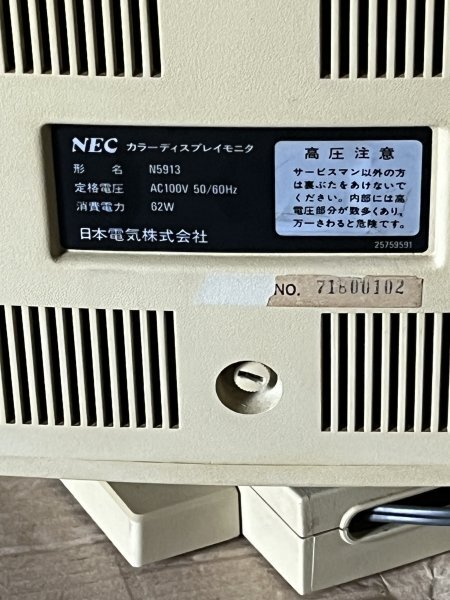 NEC カラーディスプレイモニタ
形 名 N5913
定格電圧 AC100V 50/60Hz
消費電力 62W
日本電気株式会社
高圧注意
サービスマン以外の方
は裏ぶたをあけないで
ください。内部には高
電圧部分が数多くあり,
万一さわると危険です。
25759591
NO. 71800102